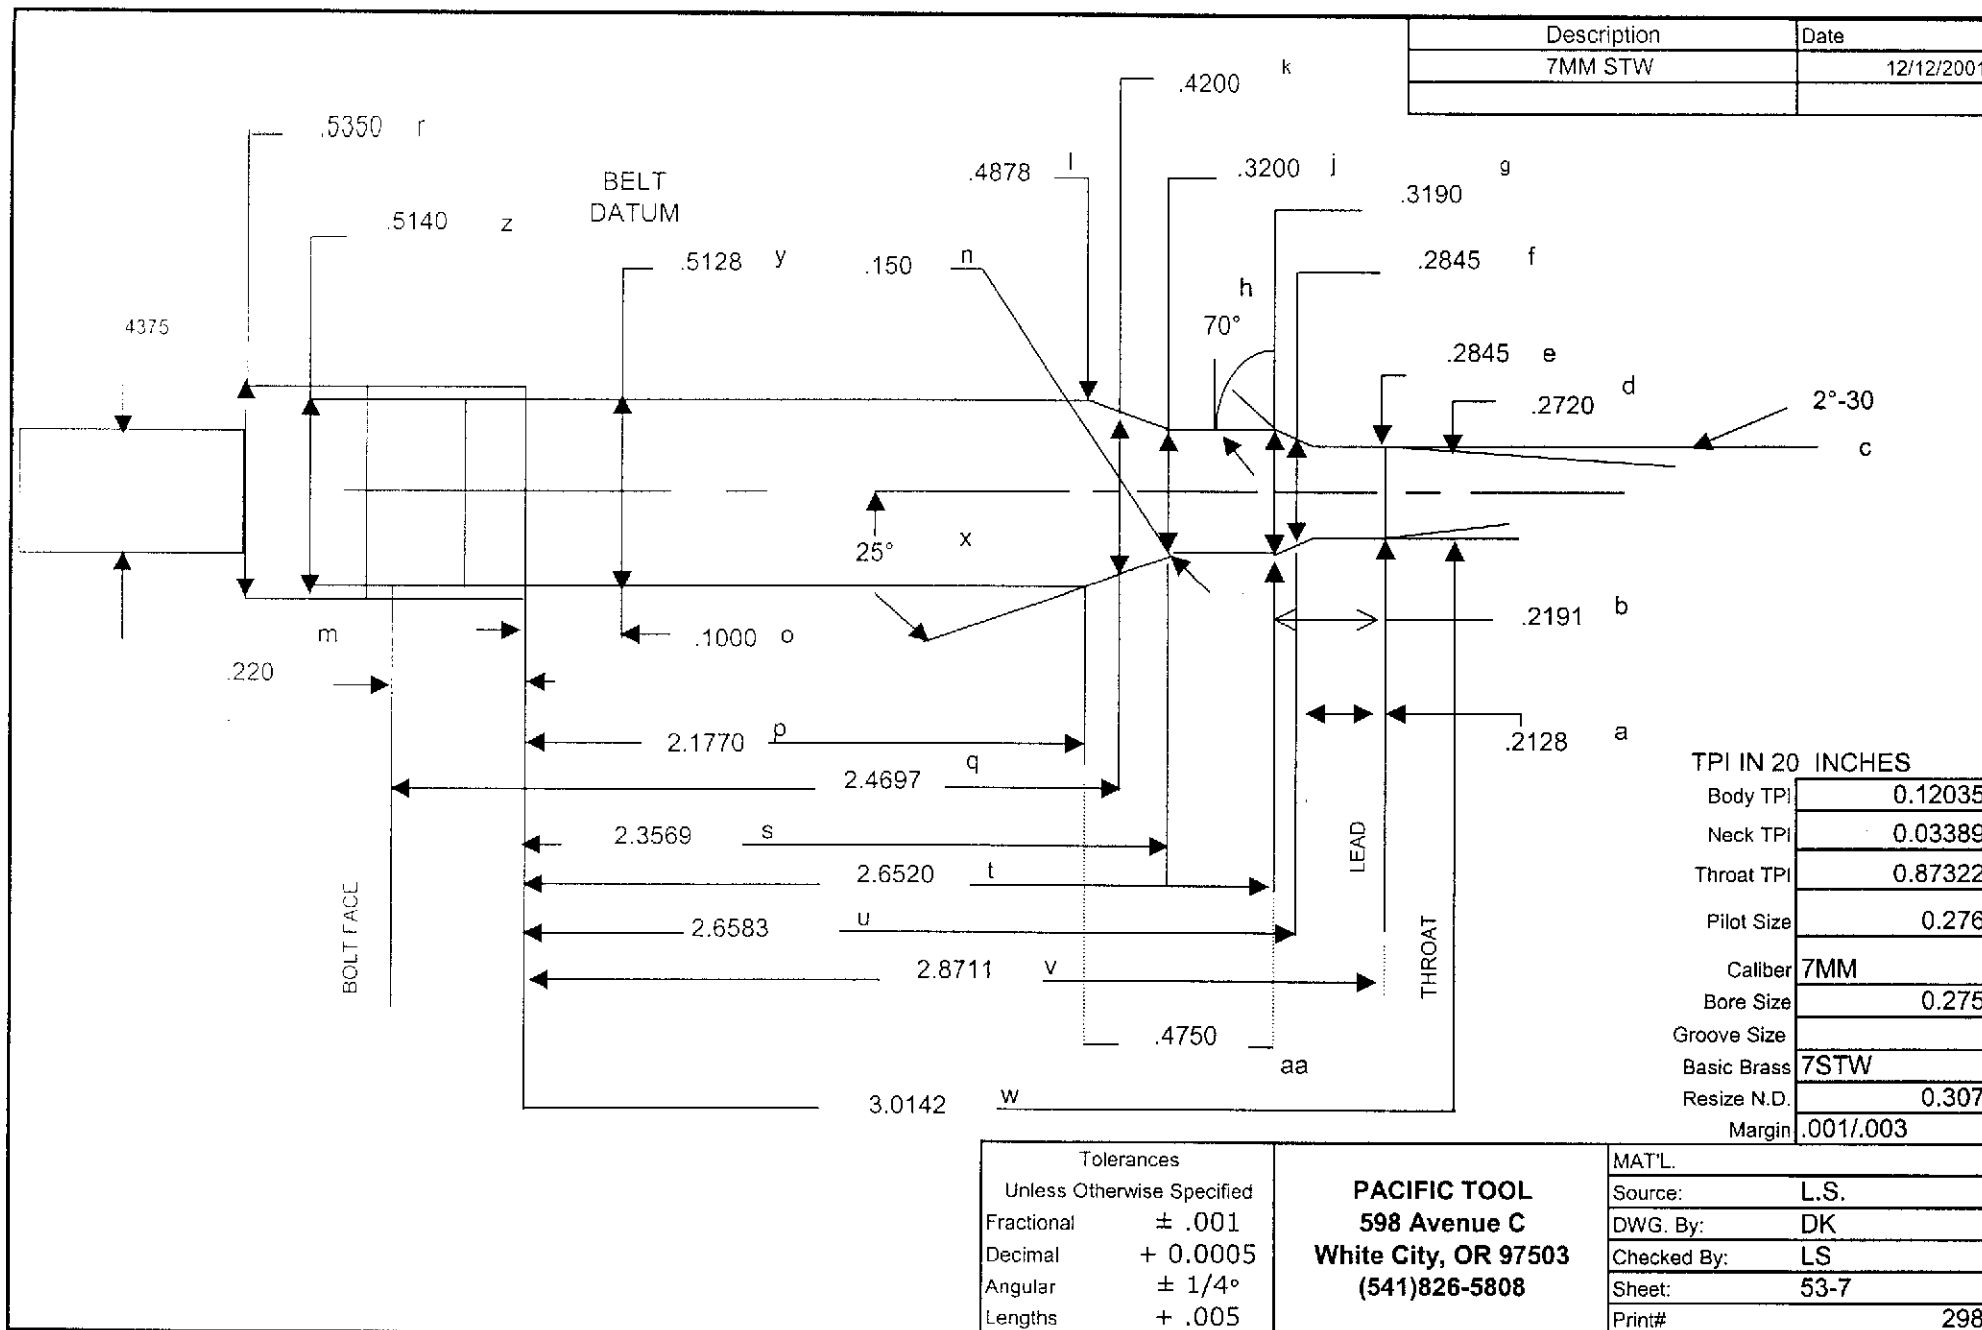 Description Date
7MM STW 12/12/2001
.4200 k
.5350 r
.4878 l
.3200 j
g
.3190
BELT
DATUM
.5140 z
.5128 y
.150 n
.2845 f
h
70°
4375
.2845 e
d
.2720
2°-30
c
25°
x
m
.1000 o
.2191 b
.220
2.1770 p
.2128 a
2.4697 q
2.3569 s
2.6520 t
2.6583 u
2.8711 v
.4750
aa
3.0142 w
BOLT FACE
LEAD
THROAT
TPI IN 20 INCHES
Body TPI 0.12035
Neck TPI 0.03389
Throat TPI 0.87322
Pilot Size 0.276
Caliber 7MM
Bore Size 0.275
Groove Size
Basic Brass 7STW
Resize N.D. 0.307
Margin .001/.003
Tolerances
Unless Otherwise Specified
Fractional ± .001
Decimal + 0.0005
Angular ± 1/4°
Lengths + .005
PACIFIC TOOL
598 Avenue C
White City, OR 97503
(541)826-5808
MAT'L.
Source: L.S.
DWG. By: DK
Checked By: LS
Sheet: 53-7
Print# 298